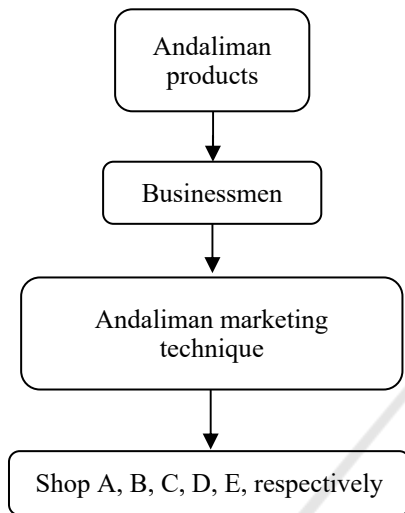 Andaliman
products
Businessmen
Andaliman marketing
technique
Shop A, B, C, D, E, respectively